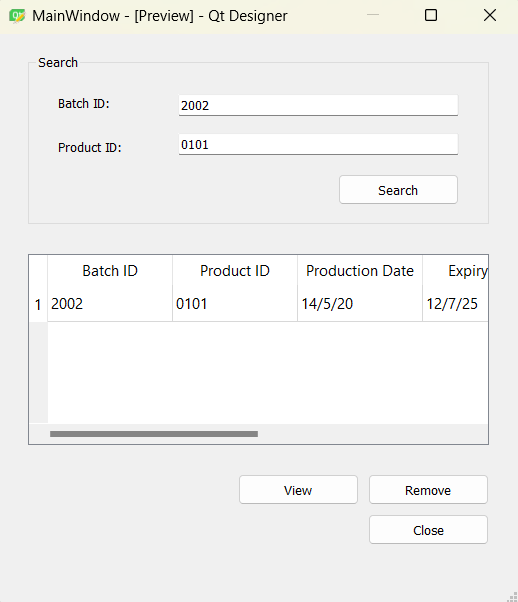 MainWindow - [Preview] - Qt Designer
Search
Batch ID: 2002
Product ID: 0101
Search
Batch ID Product ID Production Date Expiry
1 2002 0101 14/5/20 12/7/25
View Remove
Close